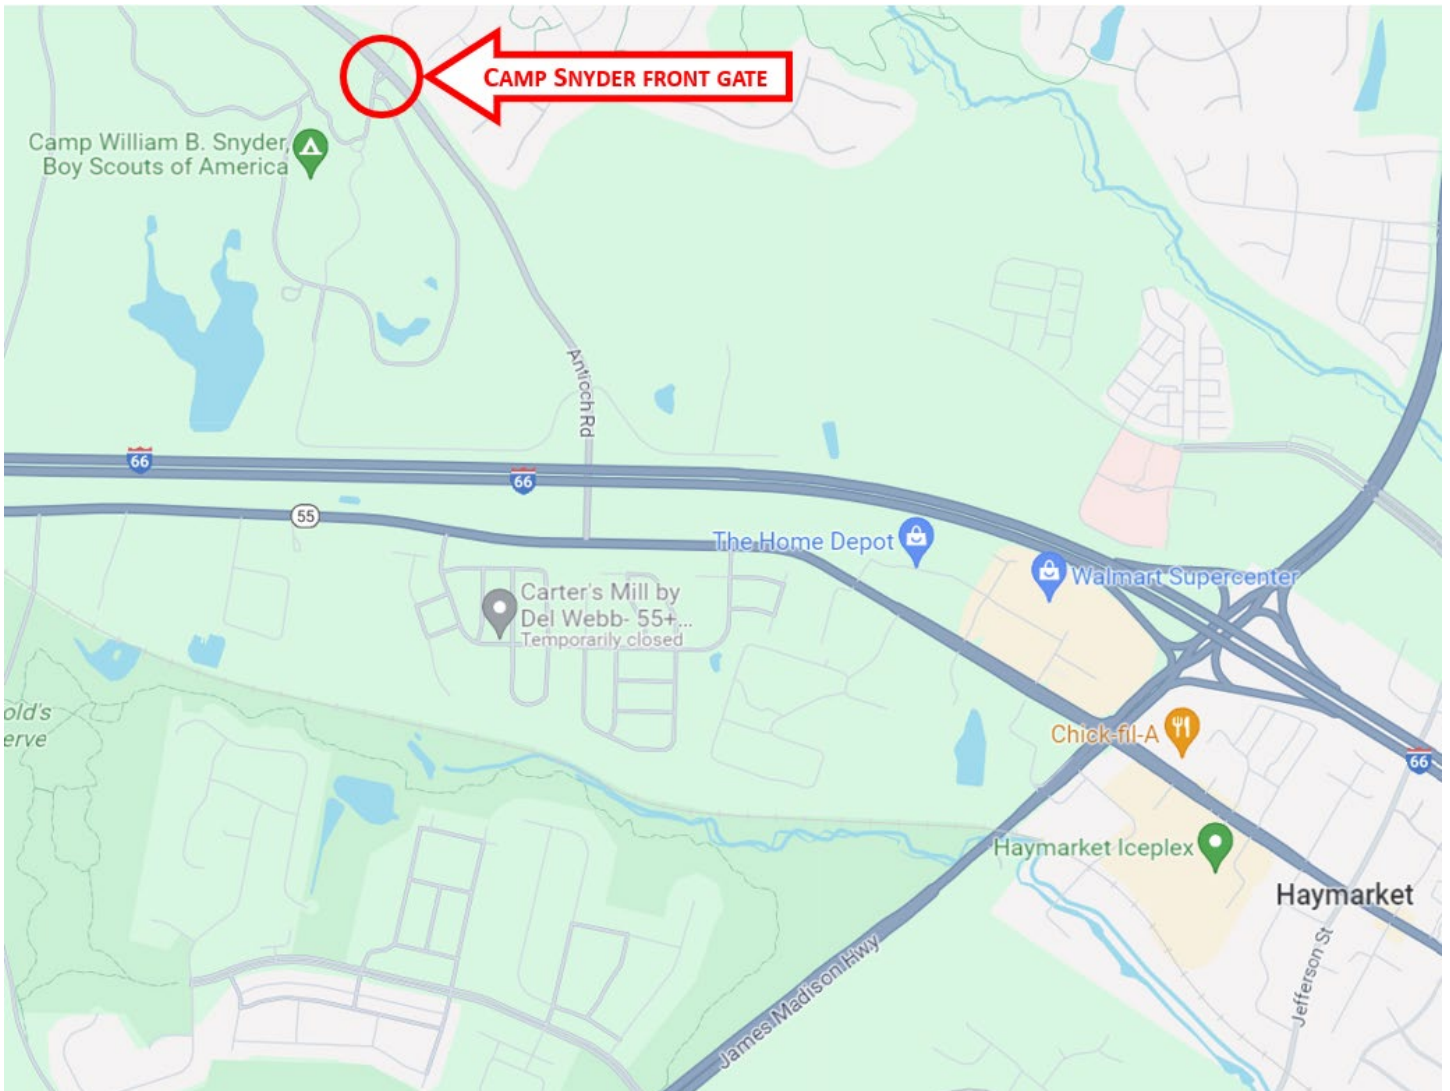 CAMP SNYDER FRONT GATE
Camp William B. Snyder,
Boy Scouts of America
Antioch Rd
66
66
55
The Home Depot
Walmart Supercenter
Carter's Mill by
Del Webb- 55+...
Temporarily closed
old's
erve
Chick-fil-A
66
Haymarket Iceplex
Haymarket
Jefferson St
James Madison Hwy